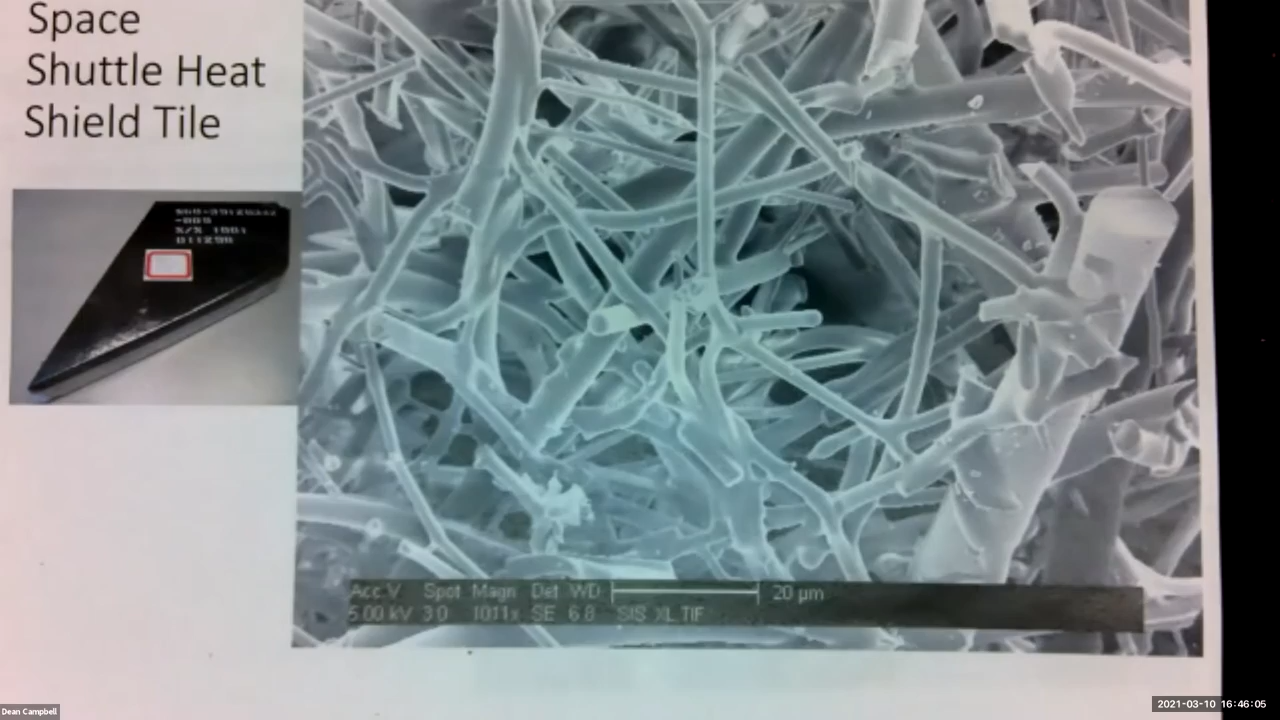 Space
Shuttle Heat
Shield Tile
Acc.V Spot Magn Det WD 20 µm
5.00 kV 3.0 1011x SE 6.8 SIS XL TIF
Dean Campbell
2021-03-10 16:46:05